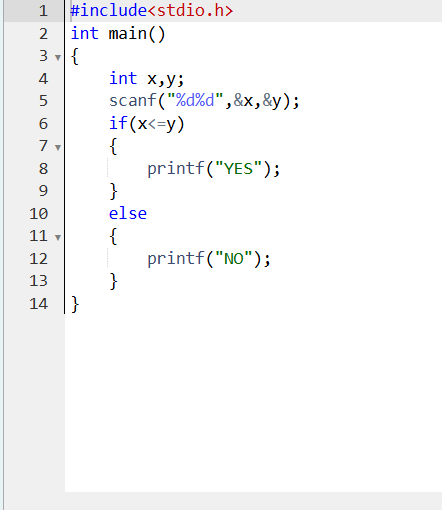 1 #include<stdio.h>
2 int main()
3 {
4 int x,y;
5 scanf("%d%d",&x,&y);
6 if(x<=y)
7 {
8 printf("YES");
9 }
10 else
11 {
12 printf("NO");
13 }
14 }